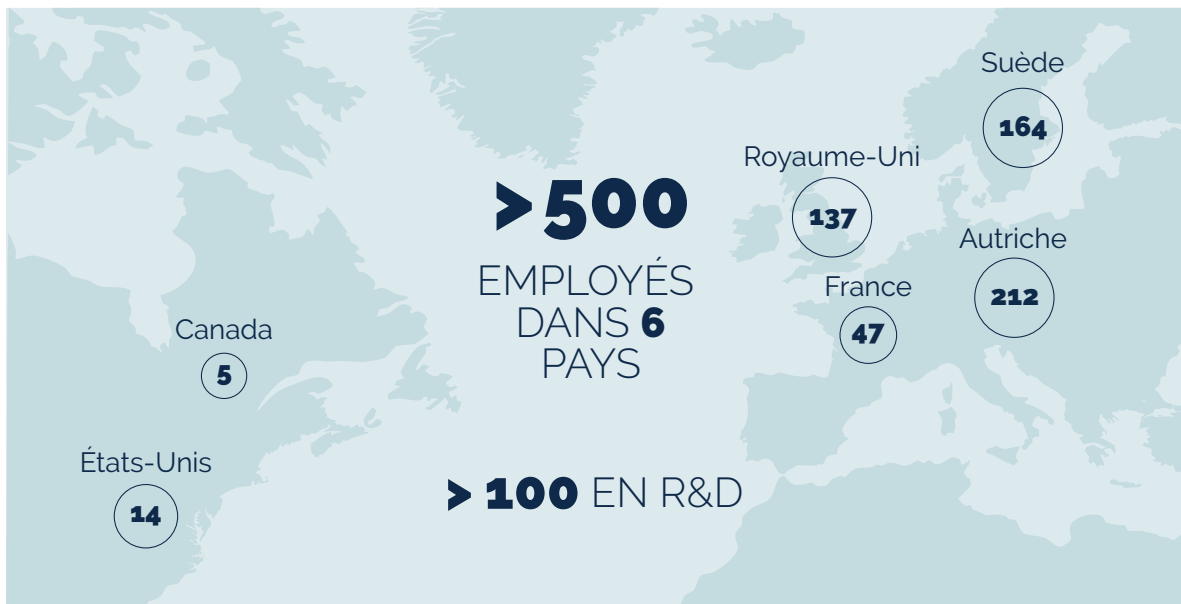 Suède
164
Royaume-Uni
137
>500
Autriche
212
EMPLOYÉS
DANS 6
PAYS
France
47
Canada
5
États-Unis
14
> 100 EN R&D